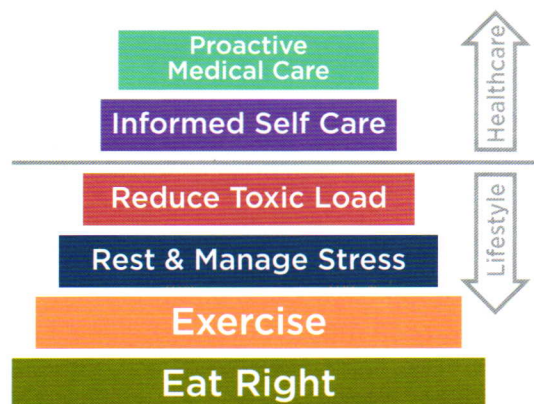 Proactive
Medical Care
Informed Self Care
Healthcare
Reduce Toxic Load
Rest & Manage Stress
Lifestyle
Exercise
Eat Right